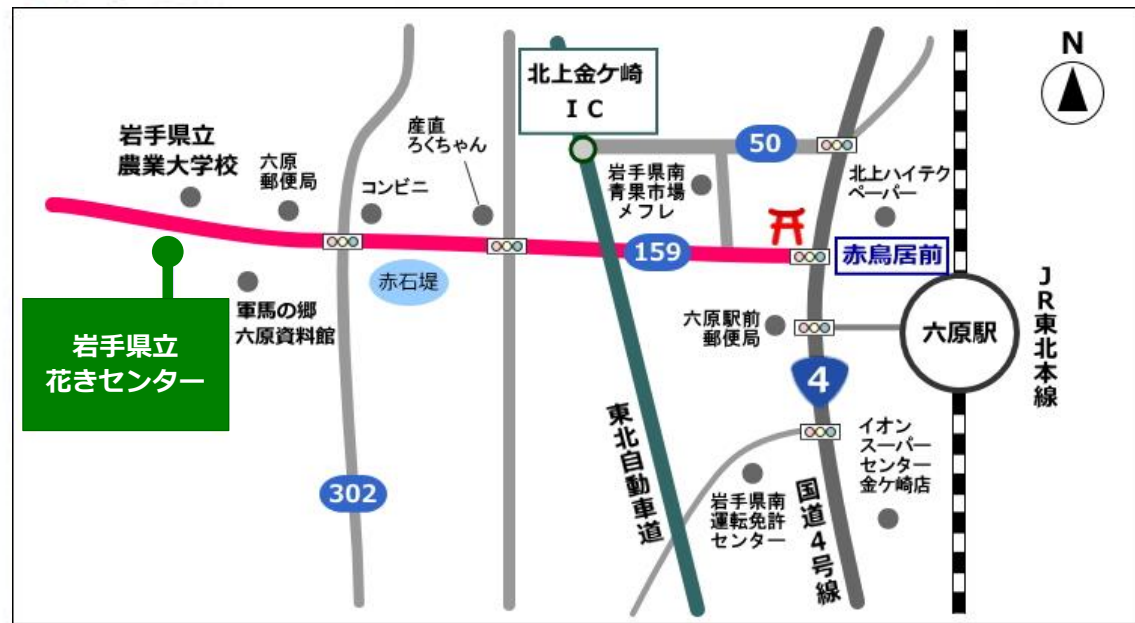 北上金ケ崎
ＩＣ
N
岩手県立
農業大学校
六原
郵便局
コンビニ
産直
ろくちゃん
50
岩手県南
青果市場
メフレ
北上ハイテク
ペーパー
159
赤鳥居前
赤石堤
軍馬の郷
六原資料館
岩手県立
花きセンター
六原駅前
郵便局
六原駅
JR東北本線
4
302
東北自動車道
岩手県南
運転免許
センター
国道4号線
イオン
スーパー
センター
金ケ崎店